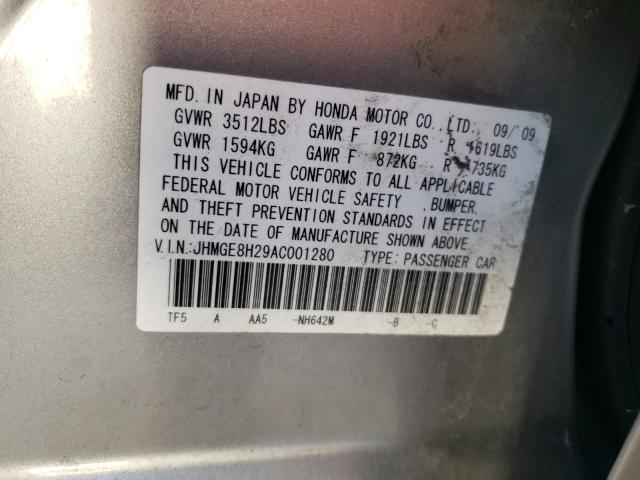 MFD. IN JAPAN BY HONDA MOTOR CO., LTD. 09/'09
GVWR 3512LBS GAWR F 1921LBS R 1619LBS
GVWR 1594KG GAWR F 872KG R 735KG
THIS VEHICLE CONFORMS TO ALL APPLICABLE
FEDERAL MOTOR VEHICLE SAFETY ,BUMPER,
AND THEFT PREVENTION STANDARDS IN EFFECT
ON THE DATE OF MANUFACTURE SHOWN ABOVE.
V.I.N.:JHMGE8H29AC001280 TYPE: PASSENGER CAR
TF5 A AA5 -NH642M -B -C